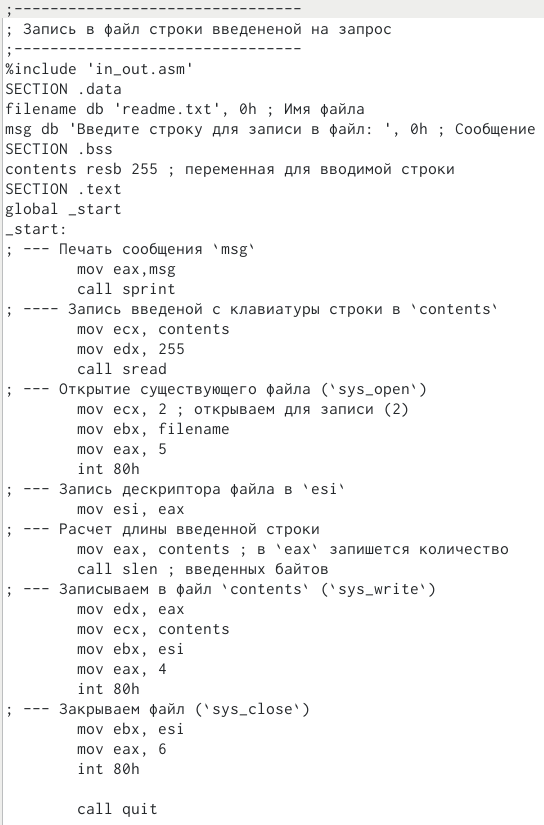 ;--------------------------------
; Запись в файл строки введененой на запрос
;--------------------------------
%include 'in_out.asm'
SECTION .data
filename db 'readme.txt', 0h ; Имя файла
msg db 'Введите строку для записи в файл: ', 0h ; Сообщение
SECTION .bss
contents resb 255 ; переменная для вводимой строки
SECTION .text
global _start
_start:
; --- Печать сообщения `msg`
        mov eax,msg
        call sprint
; ---- Запись введеной с клавиатуры строки в `contents`
        mov ecx, contents
        mov edx, 255
        call sread
; --- Открытие существующего файла (`sys_open`)
        mov ecx, 2 ; открываем для записи (2)
        mov ebx, filename
        mov eax, 5
        int 80h
; --- Запись дескриптора файла в `esi`
        mov esi, eax
; --- Расчет длины введенной строки
        mov eax, contents ; в `eax` запишется количество
        call slen ; введенных байтов
; --- Записываем в файл `contents` (`sys_write`)
        mov edx, eax
        mov ecx, contents
        mov ebx, esi
        mov eax, 4
        int 80h
; --- Закрываем файл (`sys_close`)
        mov ebx, esi
        mov eax, 6
        int 80h

        call quit